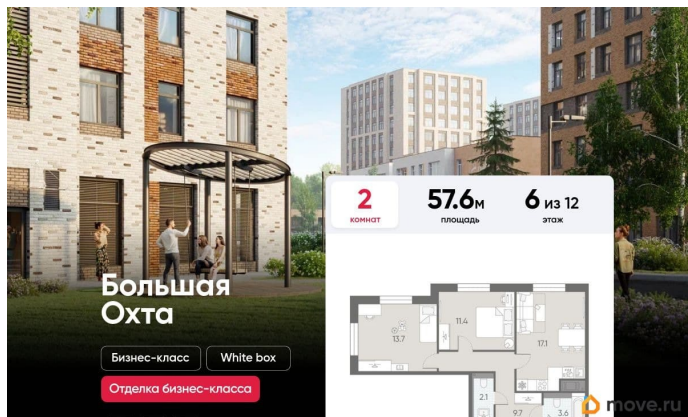 2
комнат
57.6м
площадь
6 из 12
этаж
Большая
Охта
Бизнес-класс
White box
Отделка бизнес-класса
13.7
11.4
17.1
2.1
9.7
3.6
move.ru